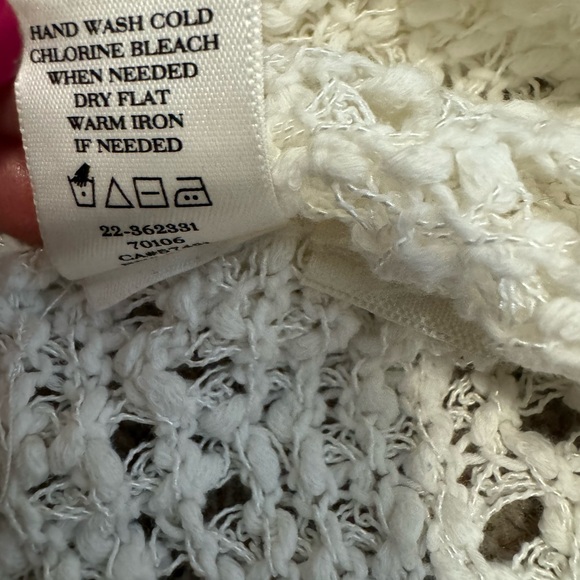 HAND WASH COLD
CHLORINE BLEACH
WHEN NEEDED
DRY FLAT
WARM IRON
IF NEEDED
22-362331
70106